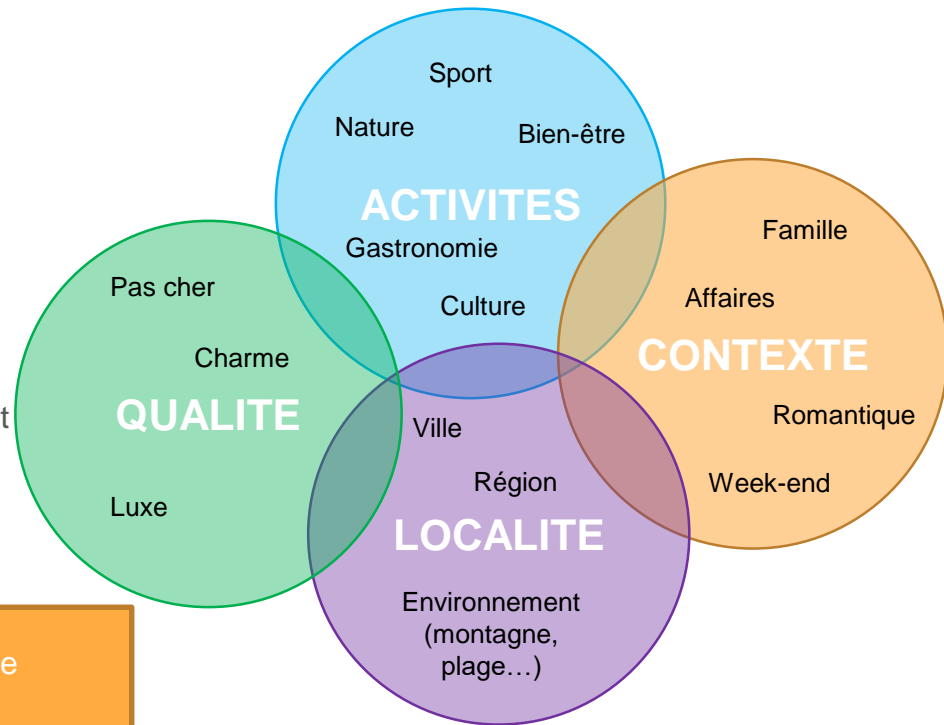 Sport
Nature
Bien-être
ACTIVITES
Gastronomie
Culture
Famille
Affaires
CONTEXTE
Romantique
Week-end
Pas cher
Charme
QUALITE
Luxe
Ville
Région
LOCALITE
Environnement
(montagne,
plage…)
t
e